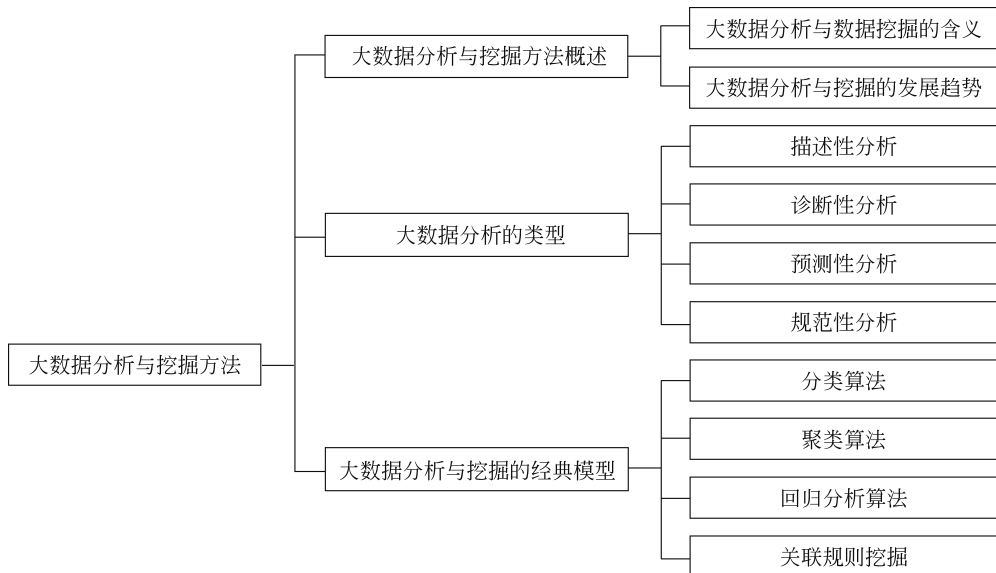 大数据分析与挖掘方法
大数据分析与挖掘方法概述
大数据分析与数据挖掘的含义
大数据分析与挖掘的发展趋势
大数据分析的类型
描述性分析
诊断性分析
预测性分析
规范性分析
大数据分析与挖掘的经典模型
分类算法
聚类算法
回归分析算法
关联规则挖掘